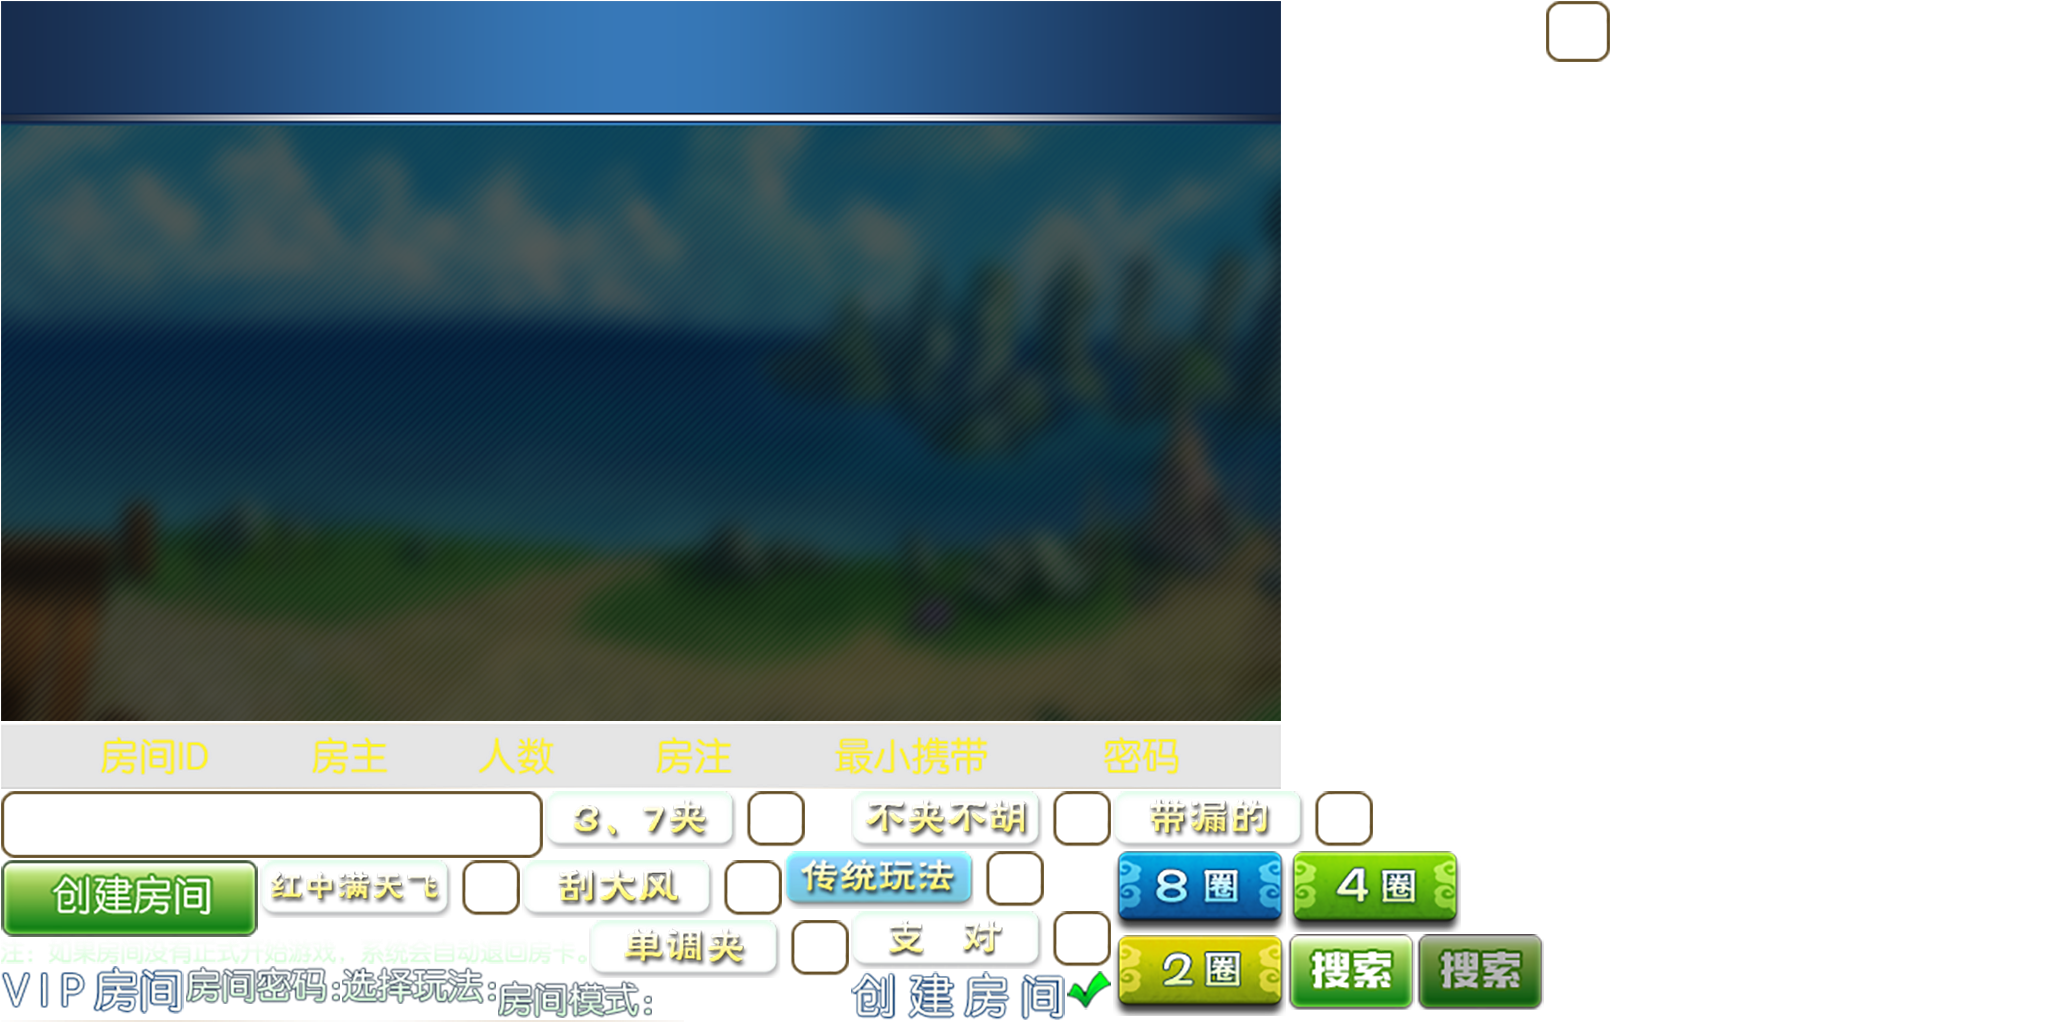 房间ID 房主 人数 房注 最小携带 密码
3、7夹 不夹不胡 带漏的
创建房间 红中满天飞 刮大风 传统玩法 8圈 4圈
注：如果房间没有正式开始游戏，系统会自动退回房卡。 单调夹 支 对
VIP房间 房间密码: 选择玩法: 房间模式: 创建房间 2圈 搜索 搜索